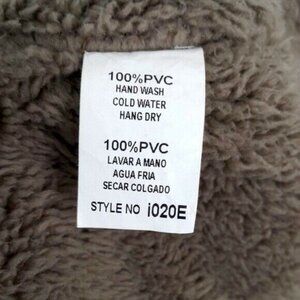 100%PVC
HAND WASH
COLD WATER
HANG DRY
100%PVC
LAVAR A MANO
AGUA FRIA
SECAR COLGADO
STYLE NO i020E